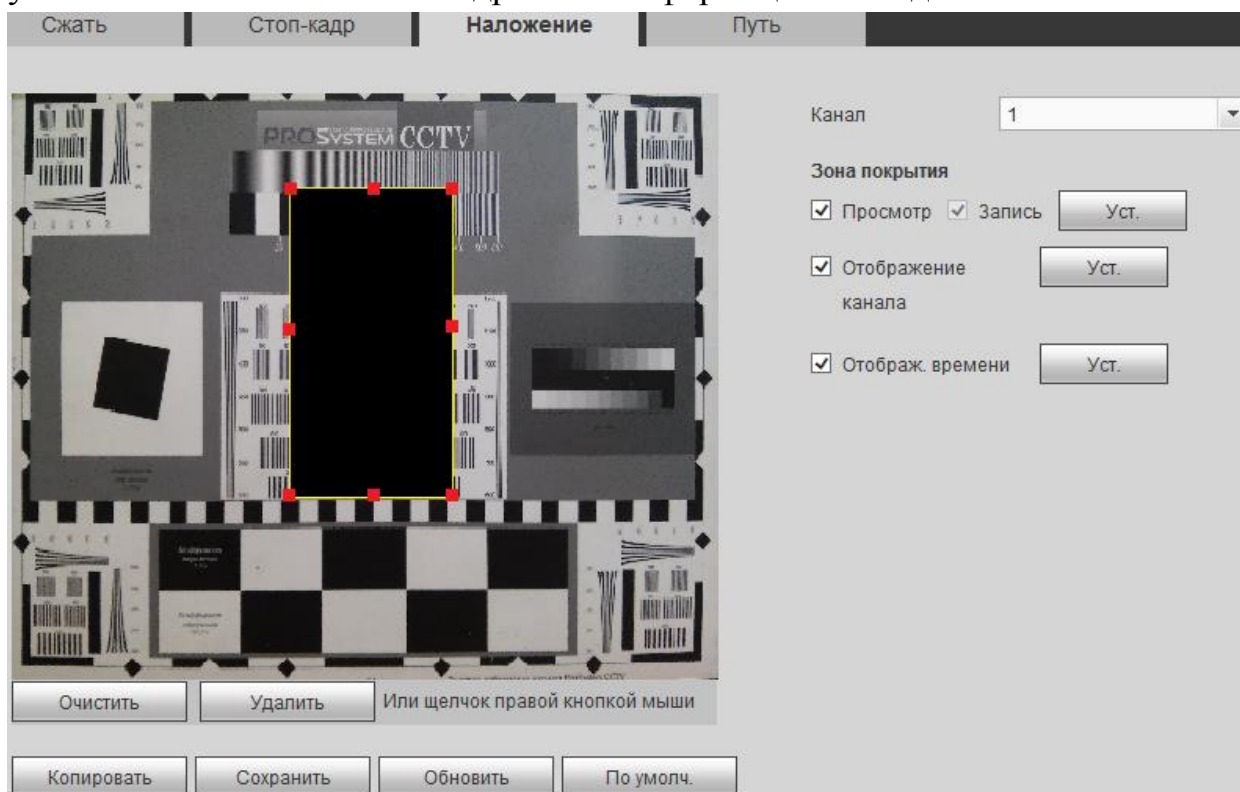 Сжать Стоп-кадр Наложение Путь
PROSYSTEM CCTV
Канал 1
Зона покрытия
Просмотр Запись Уст.
Отображение Уст.
канала
Отображ. времени Уст.
Очистить Удалить Или щелчок правой кнопкой мыши
Копировать Сохранить Обновить По умолч.